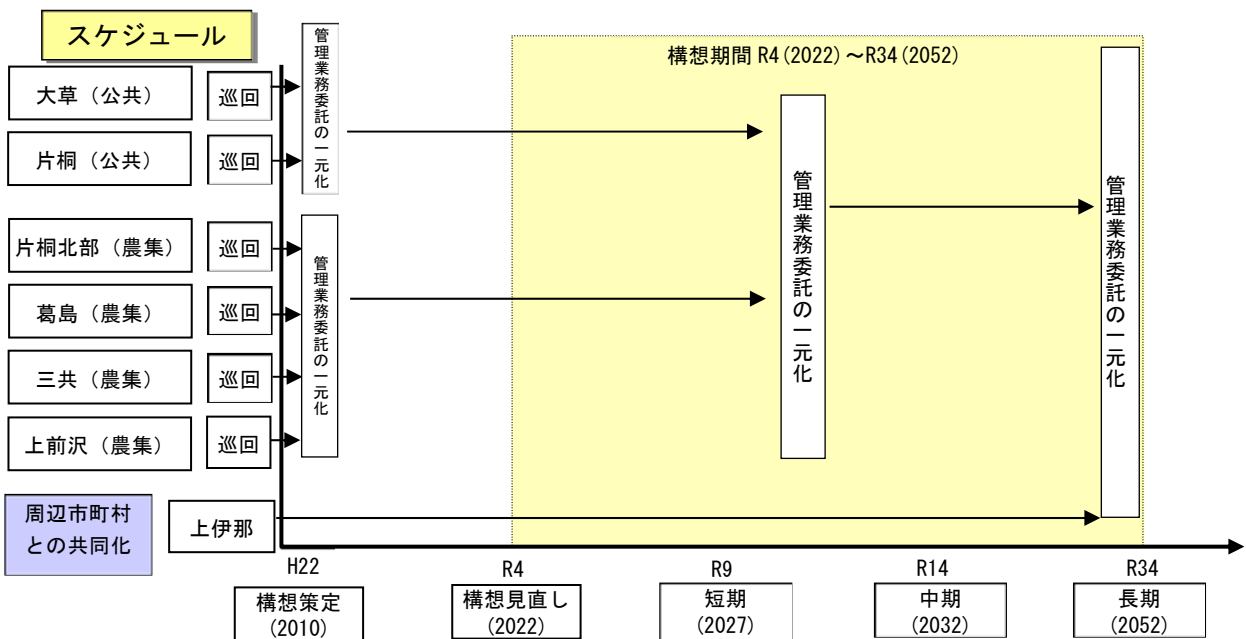 スケジュール
構想期間 R4(2022)～R34(2052)
大草（公共）
巡回
片桐（公共）
巡回
管理業務委託の一元化
片桐北部（農集）
巡回
葛島（農集）
巡回
三共（農集）
巡回
上前沢（農集）
巡回
管理業務委託の一元化
管理業務委託の一元化
管理業務委託の一元化
周辺市町村
との共同化
上伊那
H22
R4
R9
R14
R34
構想策定
(2010)
構想見直し
(2022)
短期
(2027)
中期
(2032)
長期
(2052)